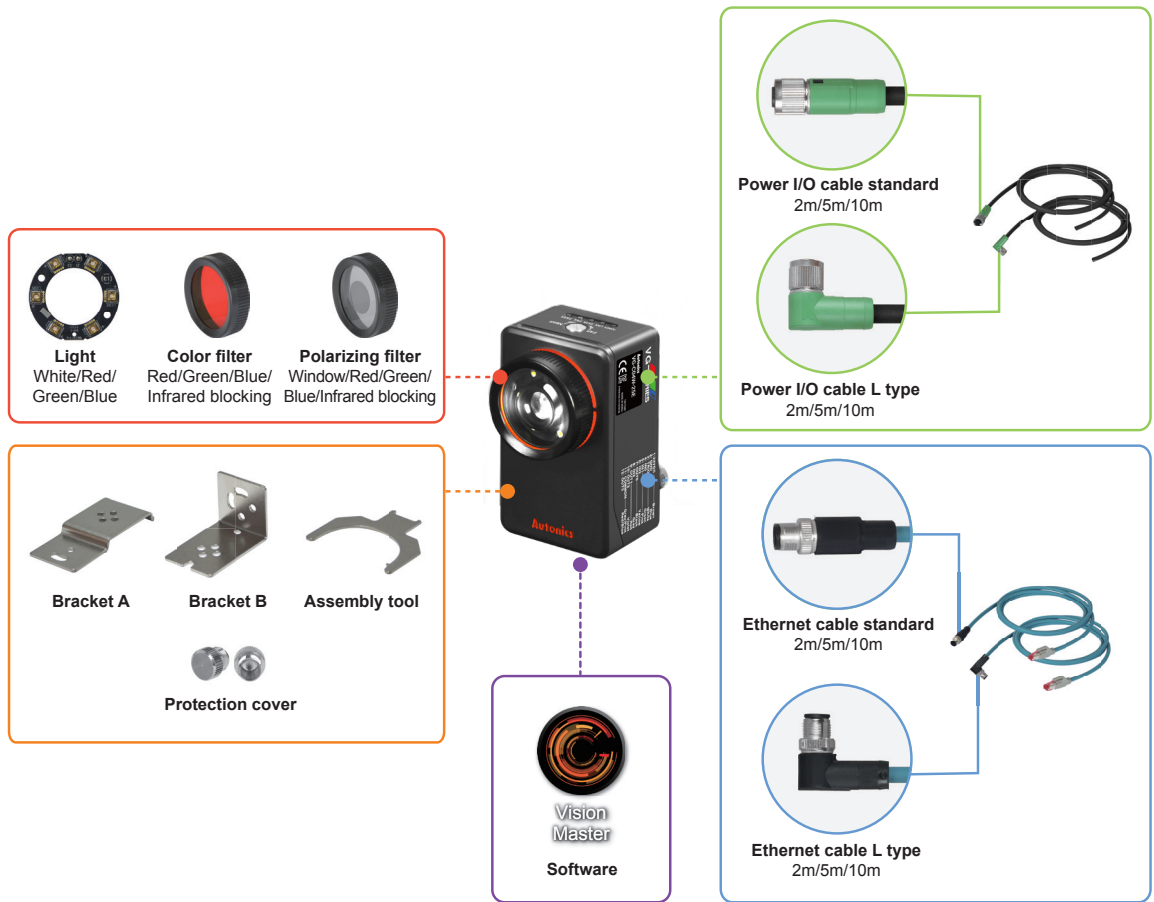 Power I/O cable standard
2m/5m/10m
Power I/O cable L type
2m/5m/10m
Light
White/Red/
Green/Blue
Color filter
Red/Green/Blue/
Infrared blocking
Polarizing filter
Window/Red/Green/
Blue/Infrared blocking
Autonics
Bracket A
Bracket B
Assembly tool
Protection cover
Vision
Master
Software
Ethernet cable standard
2m/5m/10m
Ethernet cable L type
2m/5m/10m